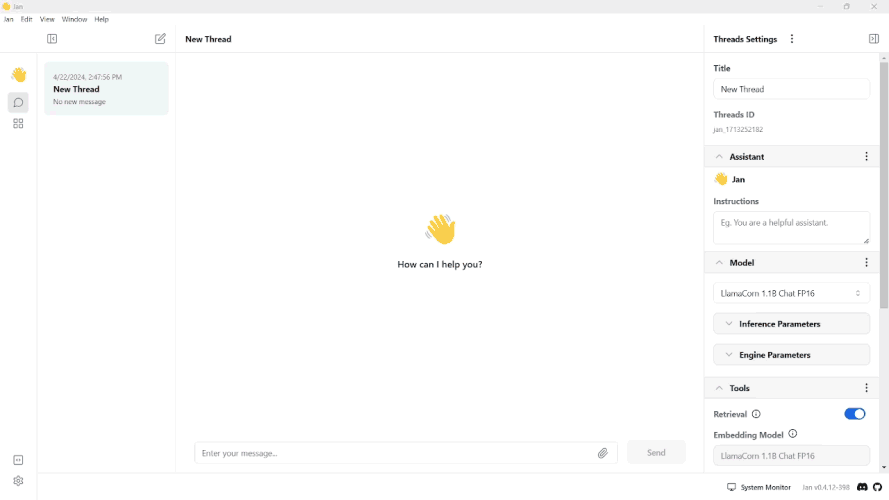 Jan
Jan Edit View Window Help
New Thread
Threads Settings
4/22/2024, 2:47:56 PM
New Thread
No new message
How can I help you?
Enter your message...
Send
Title
New Thread
Threads ID
jan_1713252182
Assistant
Jan
Instructions
Eg. You are a helpful assistant.
Model
LlamaCorn 1.1B Chat FP16
Inference Parameters
Engine Parameters
Tools
Retrieval
Embedding Model
LlamaCorn 1.1B Chat FP16
System Monitor
Jan v0.4.12-398